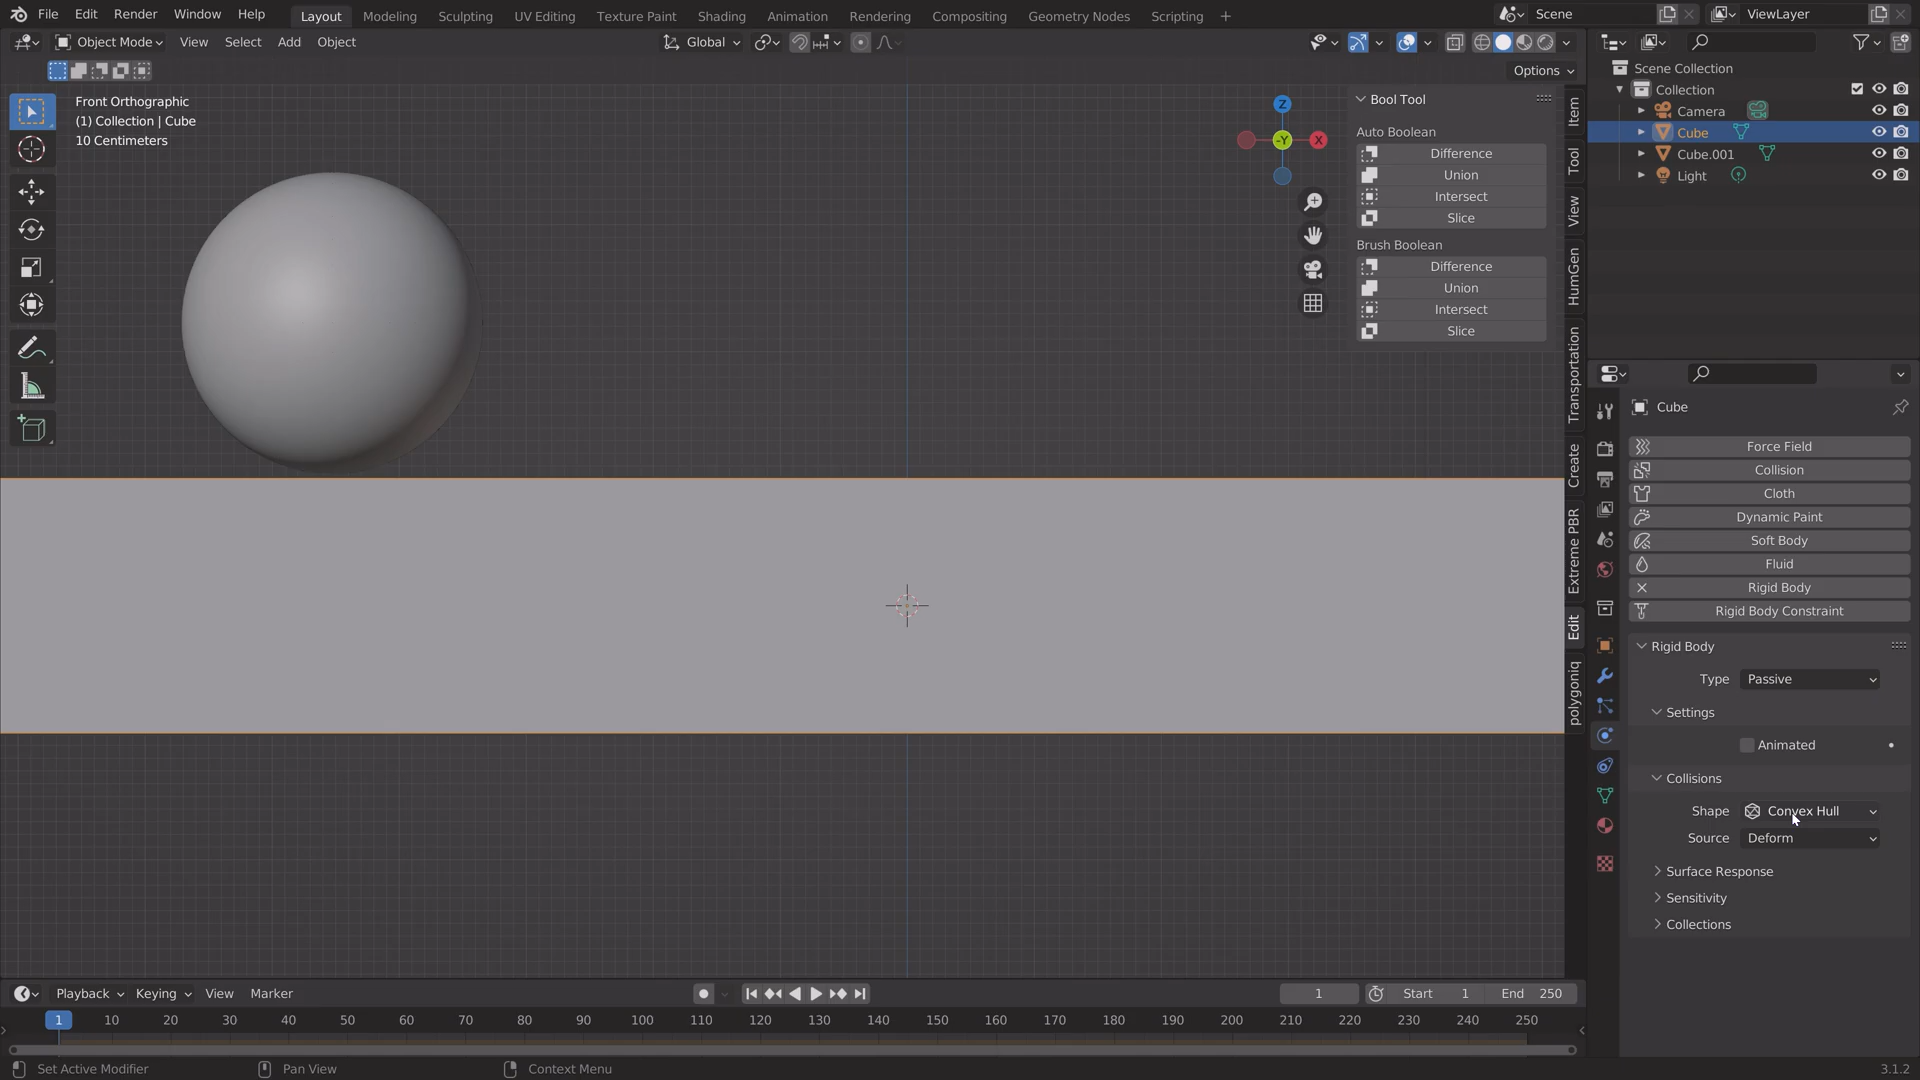 File Edit Render Window Help Layout Modeling Sculpting UV Editing Texture Paint Shading Animation Rendering Compositing Geometry Nodes Scripting + Scene ViewLayer
Object Mode View Select Add Object Global
Options
Front Orthographic
(1) Collection | Cube
10 Centimeters
Z
-Y
X
Bool Tool
Auto Boolean
Difference
Union
Intersect
Slice
Brush Boolean
Difference
Union
Intersect
Slice
Item
Tool
View
HumGen
Transportation
Create
Extreme PBR
Edit
polygoniq
Scene Collection
Collection
Camera
Cube
Cube.001
Light
Cube
Force Field
Collision
Cloth
Dynamic Paint
Soft Body
Fluid
Rigid Body
Rigid Body Constraint
Rigid Body
Type Passive
Settings
Animated
Collisions
Shape Convex Hull
Source Deform
Surface Response
Sensitivity
Collections
Playback Keying View Marker 1 Start 1 End 250
1 10 20 30 40 50 60 70 80 90 100 110 120 130 140 150 160 170 180 190 200 210 220 230 240 250
Set Active Modifier Pan View Context Menu 3.1.2